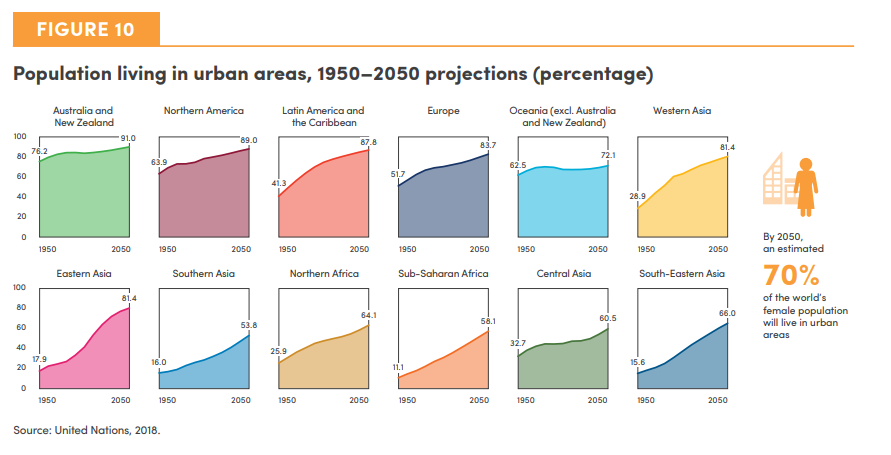 FIGURE 10
Population living in urban areas, 1950–2050 projections (percentage)
Australia and
New Zealand
Northern America
Latin America and
the Caribbean
Europe
Oceania (excl. Australia
and New Zealand)
Western Asia
100
80
60
40
20
0
76.2
91.0
63.9
89.0
41.3
87.8
51.7
83.7
62.5
72.1
28.9
81.4
1950 2050
1950 2050
1950 2050
1950 2050
1950 2050
1950 2050
Eastern Asia
Southern Asia
Northern Africa
Sub-Saharan Africa
Central Asia
South-Eastern Asia
100
80
60
40
20
0
17.9
81.4
16.0
53.8
25.9
64.1
11.1
58.1
32.7
60.5
15.6
66.0
1950 2050
1950 2050
1950 2050
1950 2050
1950 2050
1950 2050
By 2050,
an estimated
70%
of the world's
female population
will live in urban
areas
Source: United Nations, 2018.